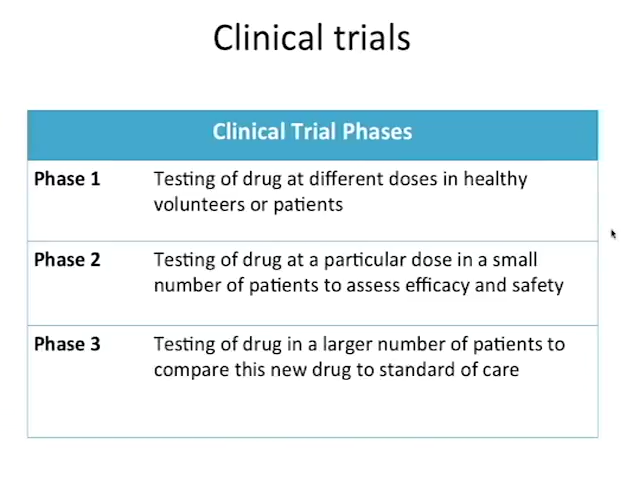 Clinical trials
Clinical Trial Phases
Phase 1 Testing of drug at different doses in healthy
volunteers or patients
Phase 2 Testing of drug at a particular dose in a small
number of patients to assess efficacy and safety
Phase 3 Testing of drug in a larger number of patients to
compare this new drug to standard of care